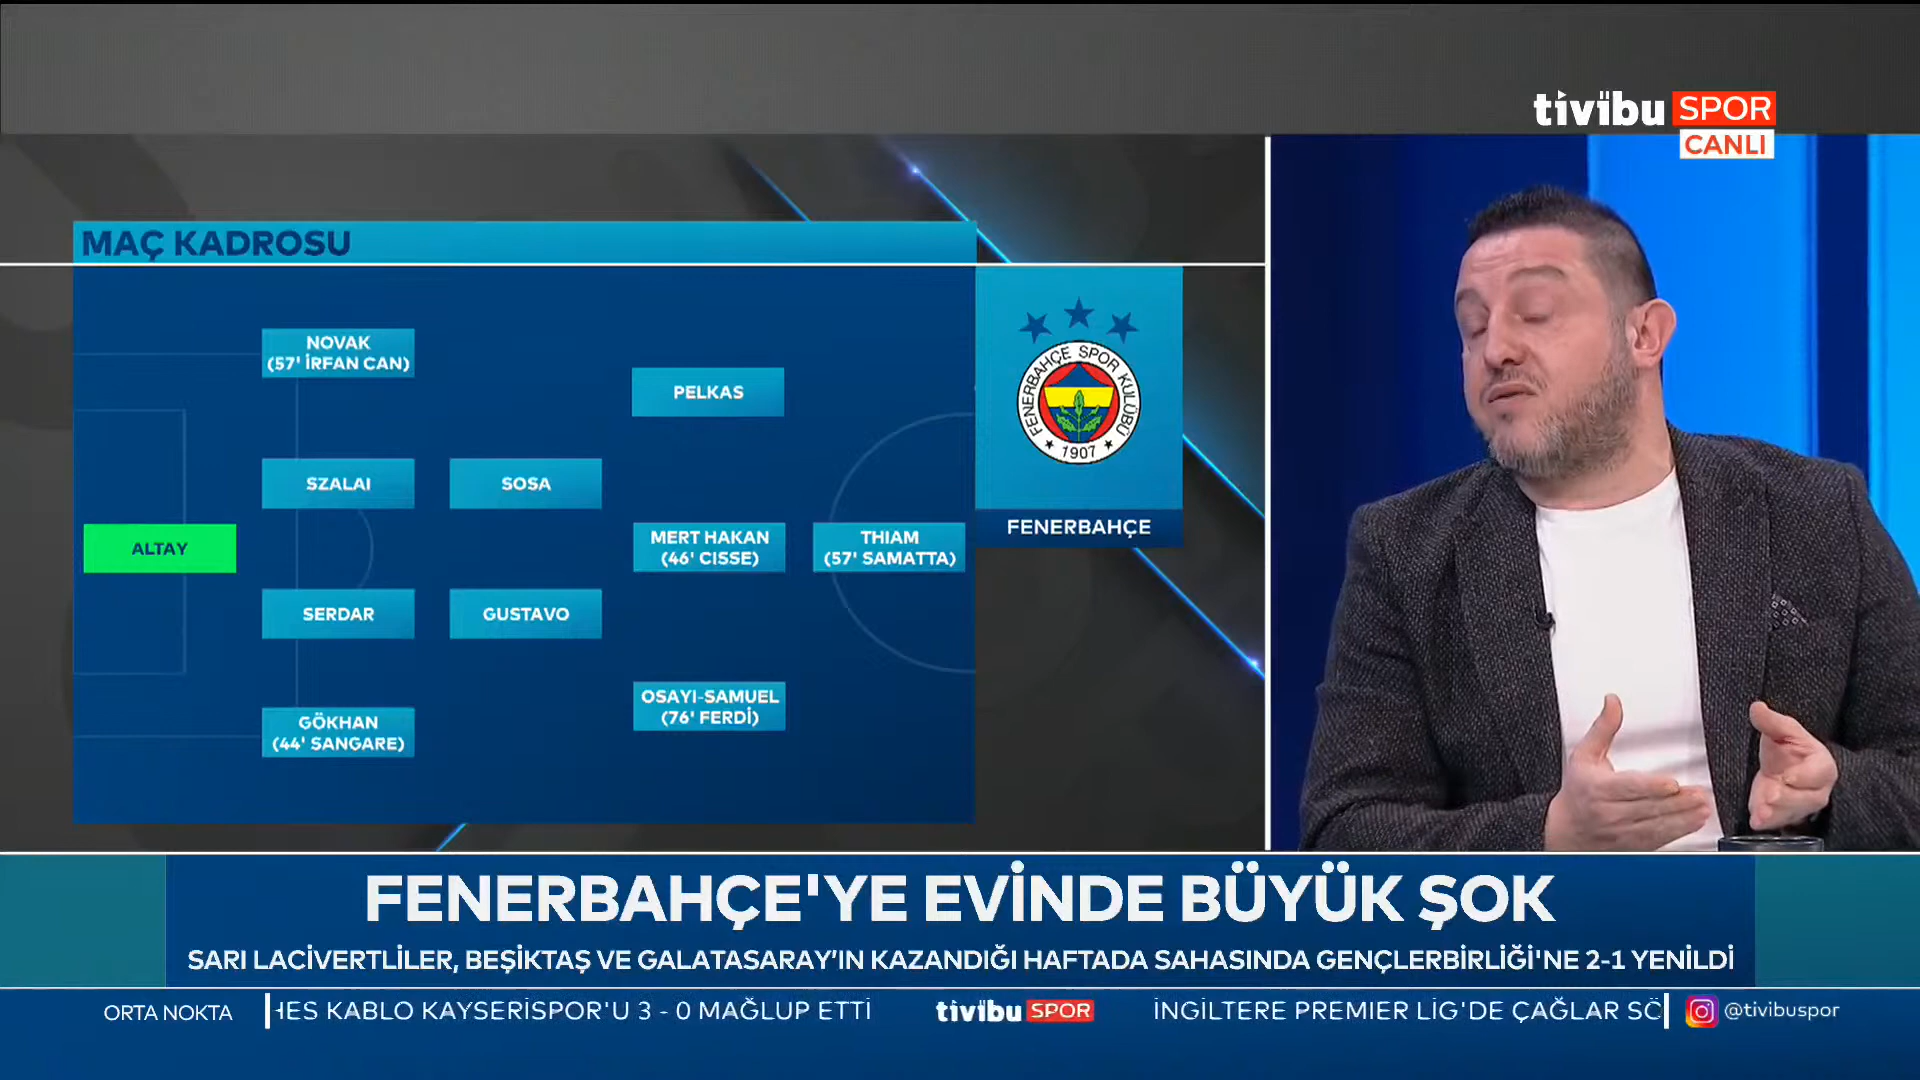 tivibu SPOR
CANLI
MAÇ KADROSU
NOVAK
(57' İRFAN CAN)
PELKAS
SZALAI
SOSA
ALTAY
MERT HAKAN
(46' CISSE)
THIAM
(57' SAMATTA)
SERDAR
GUSTAVO
OSAYI-SAMUEL
(76' FERDİ)
GÖKHAN
(44' SANGARE)
FENERBAHÇE SPOR KULÜBÜ
1907
FENERBAHÇE
FENERBAHÇE'YE EVİNDE BÜYÜK ŞOK
SARI LACİVERTLİLER, BEŞİKTAŞ VE GALATASARAY'IN KAZANDIĞI HAFTADA SAHASINDA GENÇLERBİRLİĞİ'NE 2-1 YENİLDİ
ORTA NOKTA
HES KABLO KAYSERİSPOR'U 3 - 0 MAĞLUP ETTİ
tivibu SPOR
İNGİLTERE PREMIER LİG'DE ÇAĞLAR SÖ
@tivibuspor